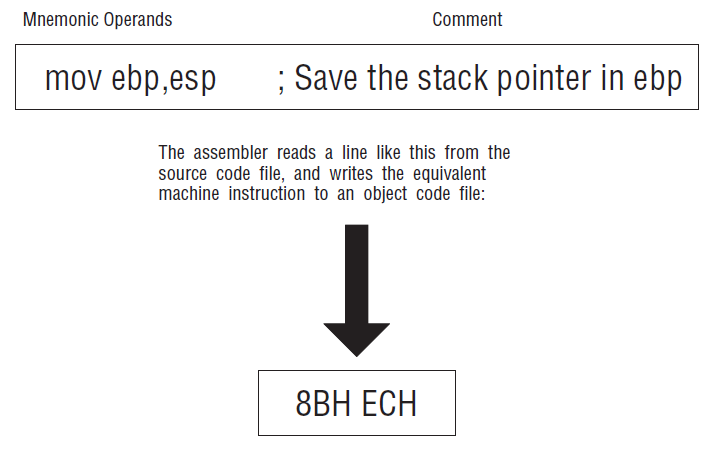 Mnemonic Operands Comment
mov ebp,esp ; Save the stack pointer in ebp
The assembler reads a line like this from the
source code file, and writes the equivalent
machine instruction to an object code file:
8BH ECH